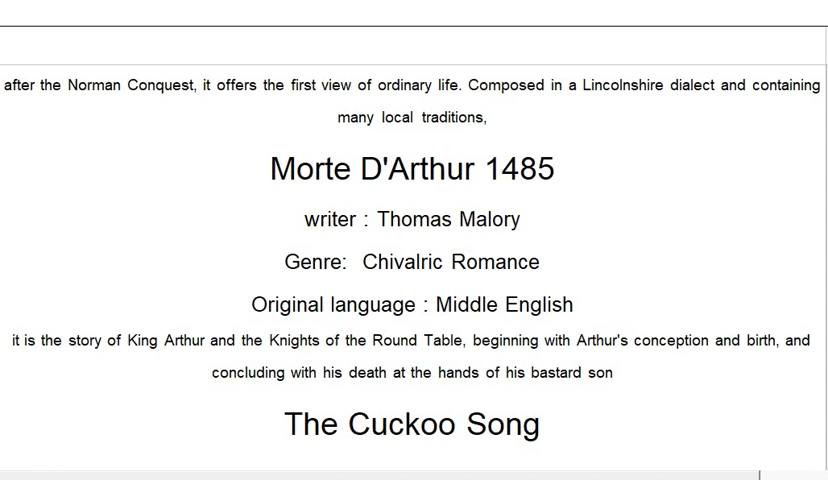 after the Norman Conquest, it offers the first view of ordinary life. Composed in a Lincolnshire dialect and containing
many local traditions,
Morte D'Arthur 1485
writer : Thomas Malory
Genre: Chivalric Romance
Original language : Middle English
it is the story of King Arthur and the Knights of the Round Table, beginning with Arthur's conception and birth, and
concluding with his death at the hands of his bastard son
The Cuckoo Song